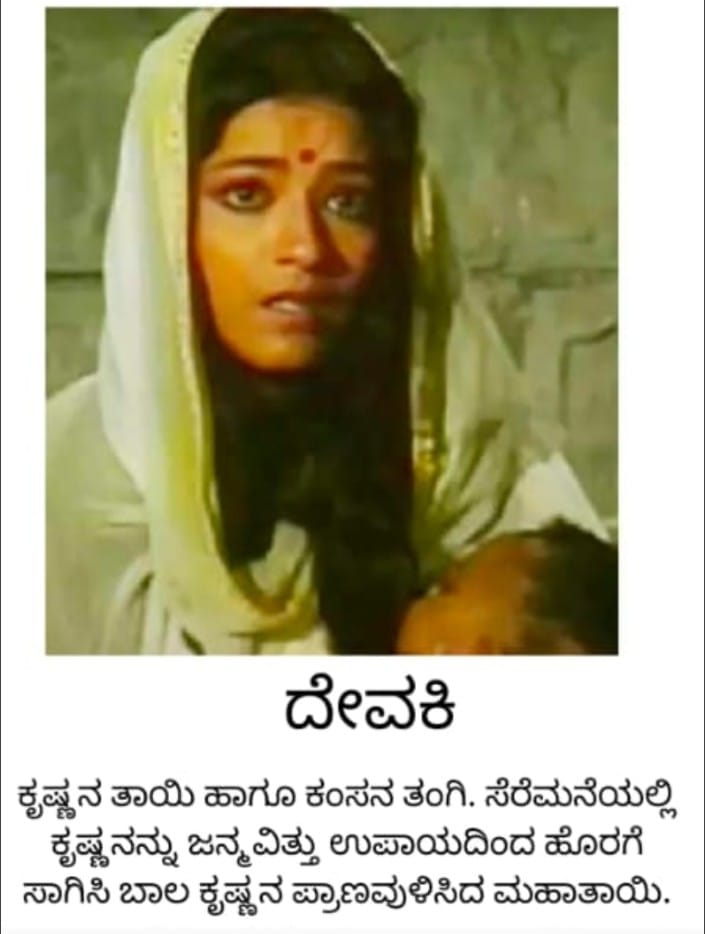 ದೇವಕಿ
ಕೃಷ್ಣನ ತಾಯಿ ಹಾಗೂ ಕಂಸನ ತಂಗಿ. ಸೆರೆಮನೆಯಲ್ಲಿ
ಕೃಷ್ಣನನ್ನು ಜನ್ಮವಿತ್ತು ಉಪಾಯದಿಂದ ಹೊರಗೆ
ಸಾಗಿಸಿ ಬಾಲ ಕೃಷ್ಣನ ಪ್ರಾಣವುಳಿಸಿದ ಮಹಾತಾಯಿ.